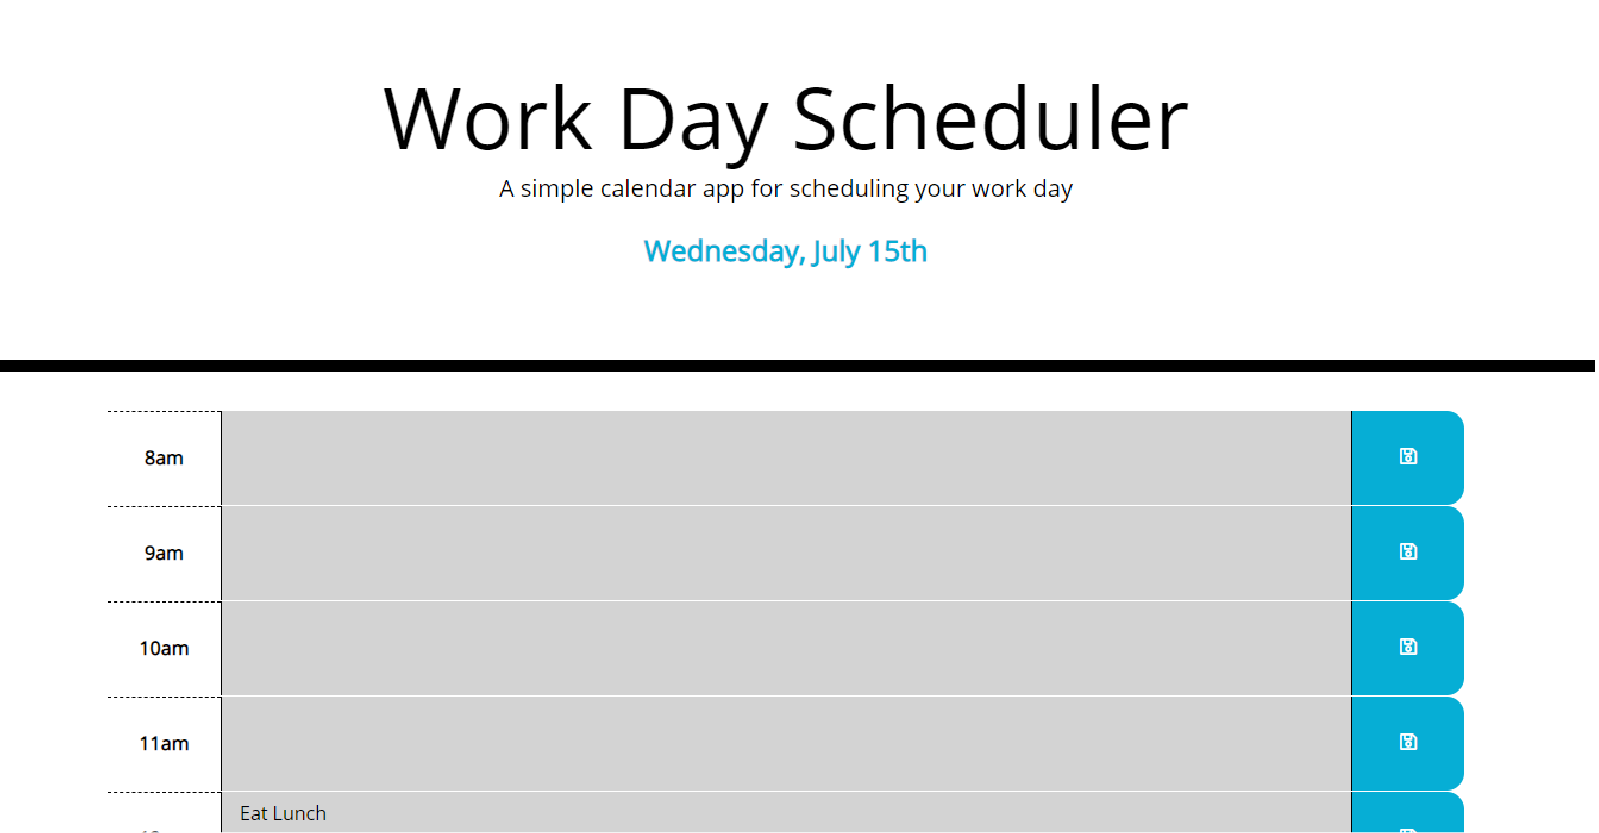 Work Day Scheduler
A simple calendar app for scheduling your work day
Wednesday, July 15th
8am
9am
10am
11am
Eat Lunch